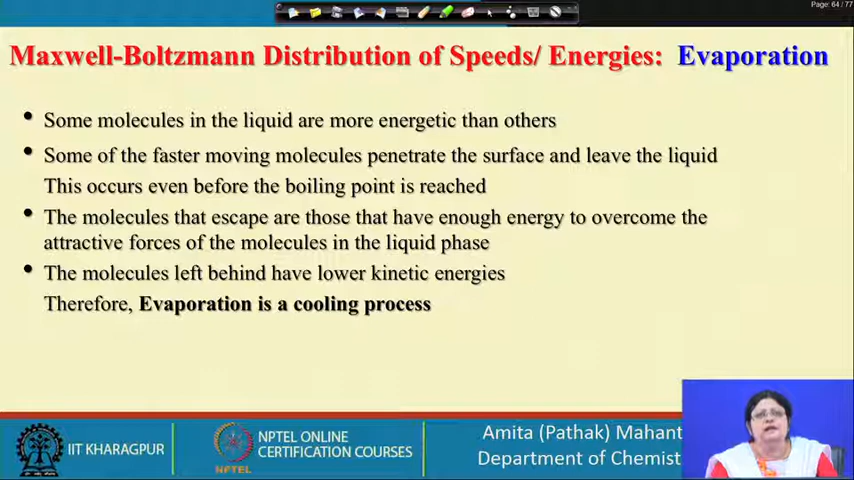 Page: 64 / 77
Maxwell-Boltzmann Distribution of Speeds/ Energies: Evaporation
• Some molecules in the liquid are more energetic than others
• Some of the faster moving molecules penetrate the surface and leave the liquid
This occurs even before the boiling point is reached
• The molecules that escape are those that have enough energy to overcome the
attractive forces of the molecules in the liquid phase
• The molecules left behind have lower kinetic energies
Therefore, Evaporation is a cooling process
IIT KHARAGPUR
NPTEL
NPTEL ONLINE
CERTIFICATION COURSES
Amita (Pathak) Mahant
Department of Chemist